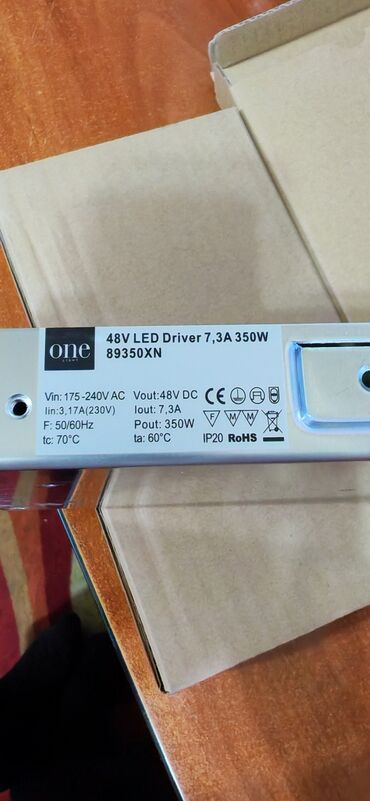 one
LIGHT
48V LED Driver 7,3A 350W
89350XN
Vin: 175-240V AC
Iin: 3,17A(230V)
F: 50/60Hz
tc: 70°C
Vout: 48V DC
Iout: 7,3A
Pout: 350W
ta: 60°C
CE
F M M
IP20 RoHS